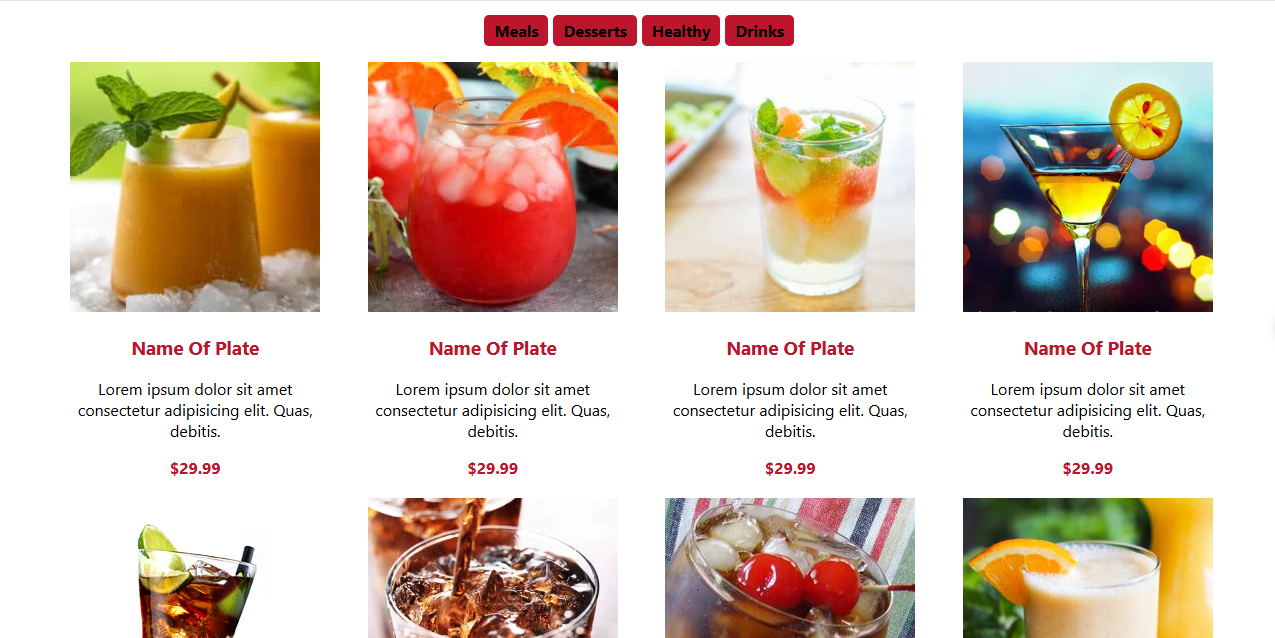 Meals Desserts Healthy Drinks
Name Of Plate Name Of Plate Name Of Plate Name Of Plate
Lorem ipsum dolor sit amet Lorem ipsum dolor sit amet Lorem ipsum dolor sit amet Lorem ipsum dolor sit amet
consectetur adipisicing elit. Quas, consectetur adipisicing elit. Quas, consectetur adipisicing elit. Quas, consectetur adipisicing elit. Quas,
debitis. debitis. debitis. debitis.
$29.99 $29.99 $29.99 $29.99